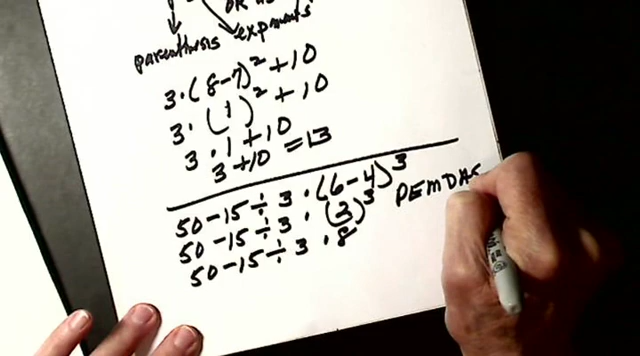 OR
parenthesis
exponents
3·(8-7)²+10
3·(1)²+10
3·1+10
3+10=13
50-15÷3·(6-4)³
50-15÷3·(2)³
50-15÷3·8
PEMDAS